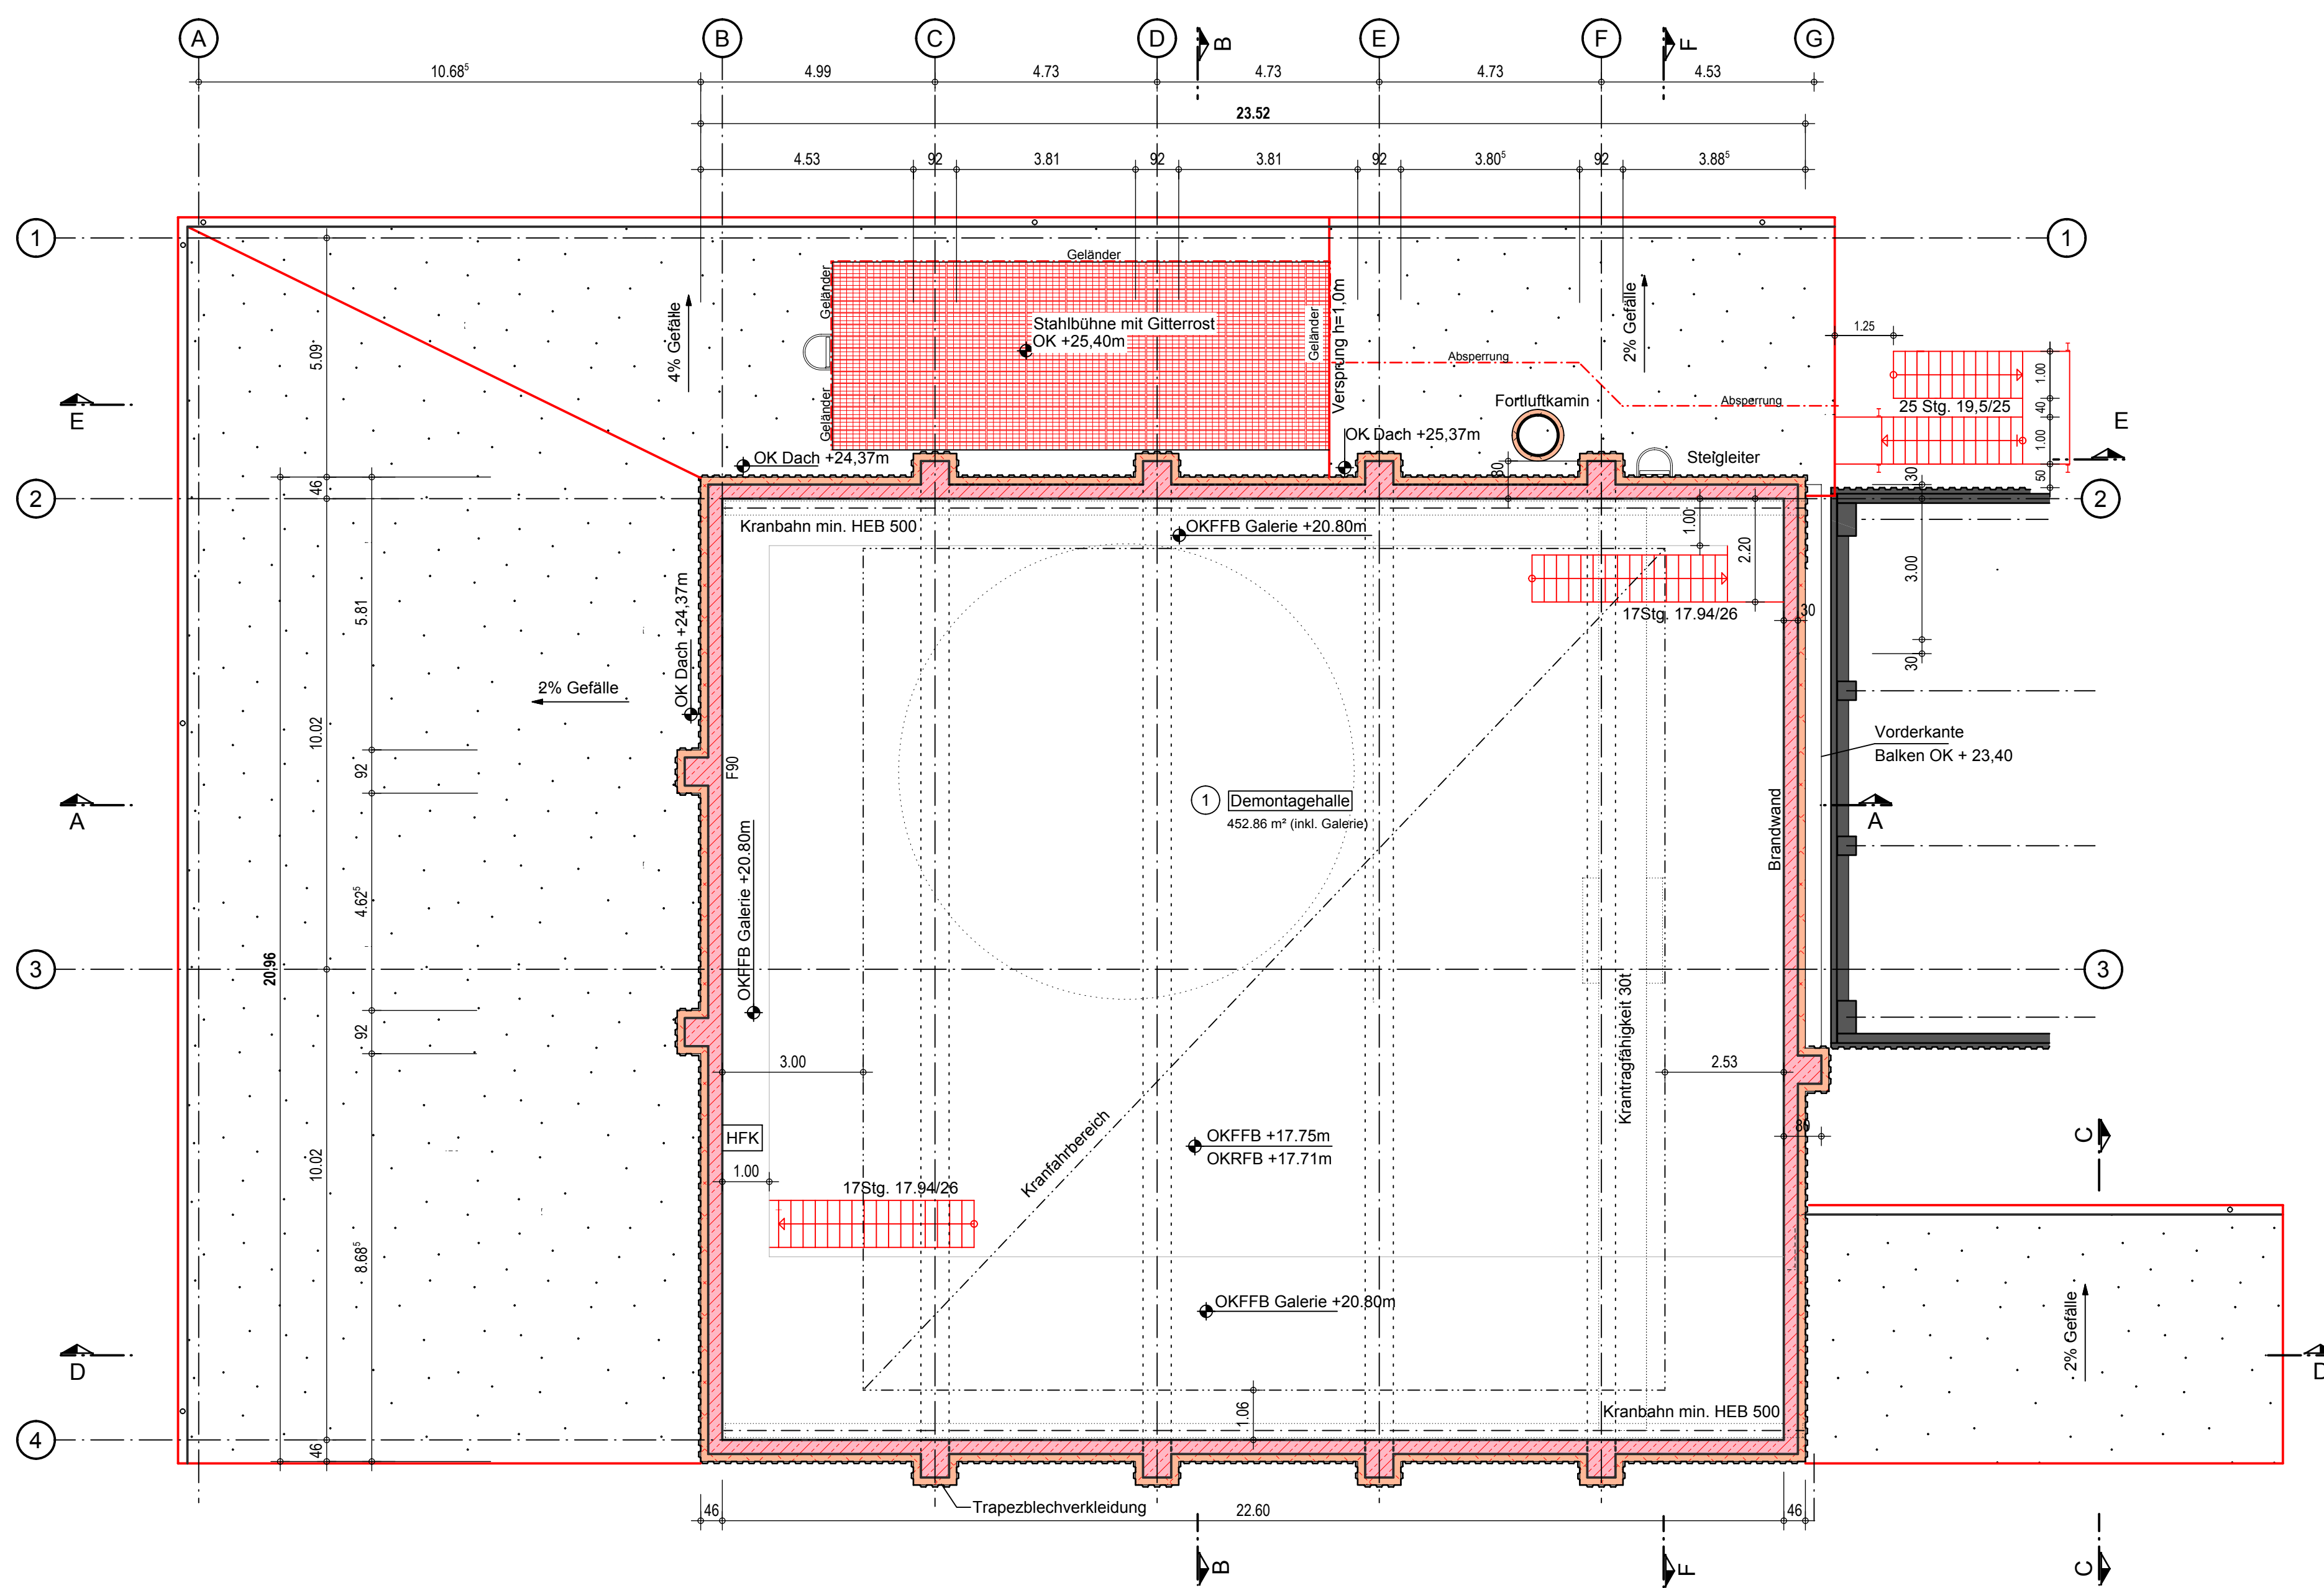 A
B
C
D
B
E
F
F
G
10.68⁵
4.99
4.73
4.73
4.73
4.53
23.52
4.53
92
3.81
92
3.81
92
3.80⁵
92
3.88⁵
1
1
Geländer
Geländer
Geländer
Geländer
Stahlbühne mit Gitterrost
OK +25,40m
4% Gefälle
Versprung h=1,0m
2% Gefälle
Absperrung
Absperrung
Fortluftkamin
Steigleiter
1.25
25 Stg. 19,5/25
1.00
40
1.00
50
30
5.09
E
E
OK Dach +24,37m
OK Dach +25,37m
80
46
2
2
Kranbahn min. HEB 500
OKFFB Galerie +20.80m
1.00
2.20
17Stg. 17.94/26
30
3.00
30
5.81
OK Dach +24,37m
2% Gefälle
10.02
92
F90
Vorderkante
Balken OK + 23,40
1
Demontagehalle
452.86 m² (inkl. Galerie)
Brandwand
A
A
OKFFB Galerie +20.80m
4.62⁵
20.96
3
3
Krantragfähigkeit 30t
92
3.00
2.53
Kranfahrbereich
HFK
OKFFB +17.75m
OKRFB +17.71m
80
C
1.00
17Stg. 17.94/26
10.02
8.68⁵
OKFFB Galerie +20.80m
2% Gefälle
D
D
1.06
Kranbahn min. HEB 500
4
46
Trapezblechverkleidung
46
22.60
46
B
F
C